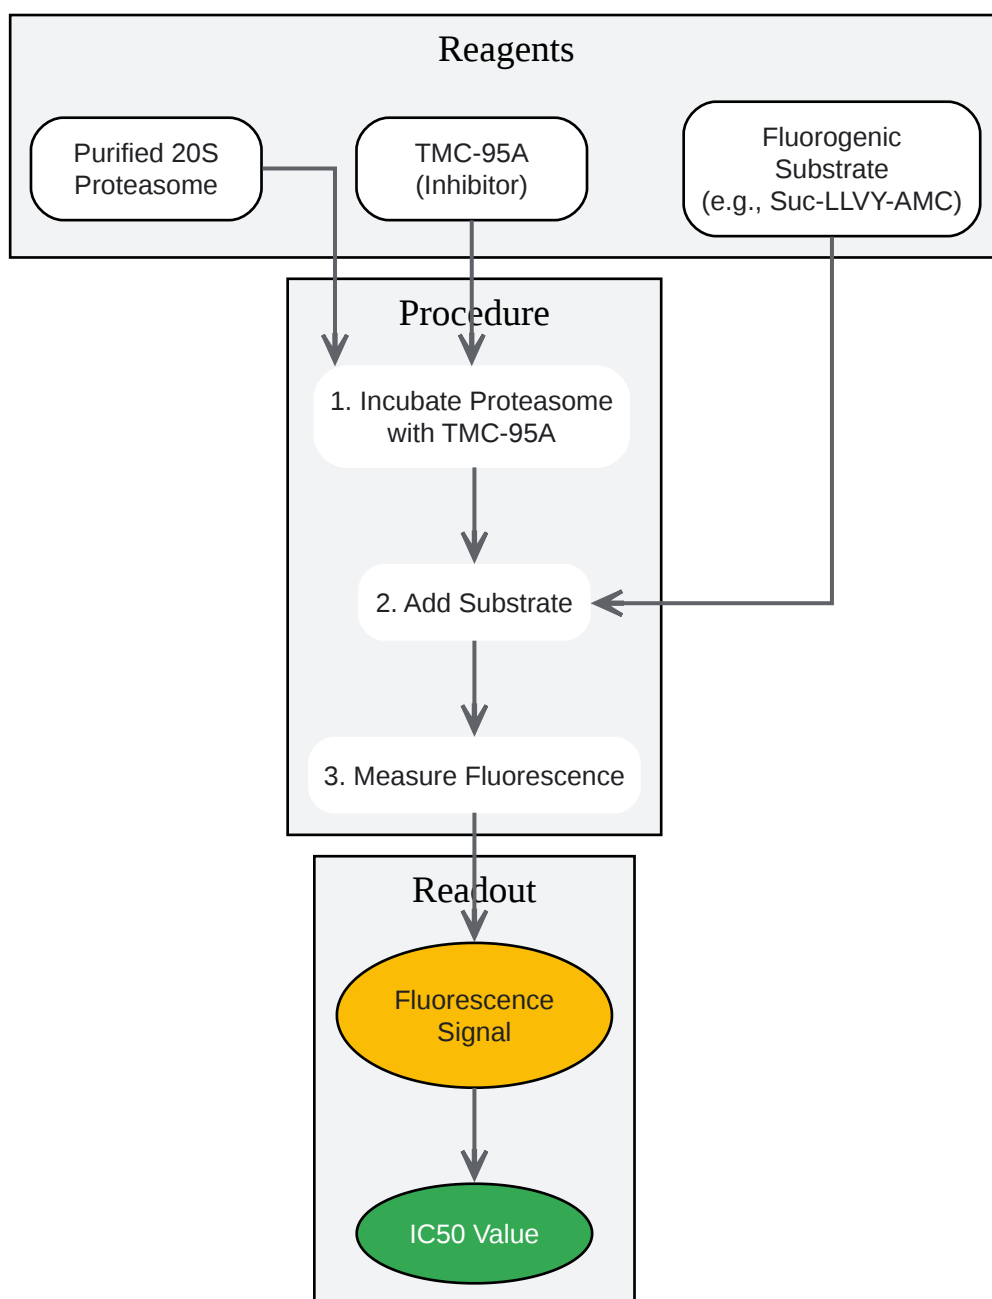 Reagents
Purified 20S
Proteasome
TMC-95A
(Inhibitor)
Fluorogenic
Substrate
(e.g., Suc-LLVY-AMC)
Procedure
1. Incubate Proteasome
with TMC-95A
2. Add Substrate
3. Measure Fluorescence
Readout
Fluorescence
Signal
IC50 Value